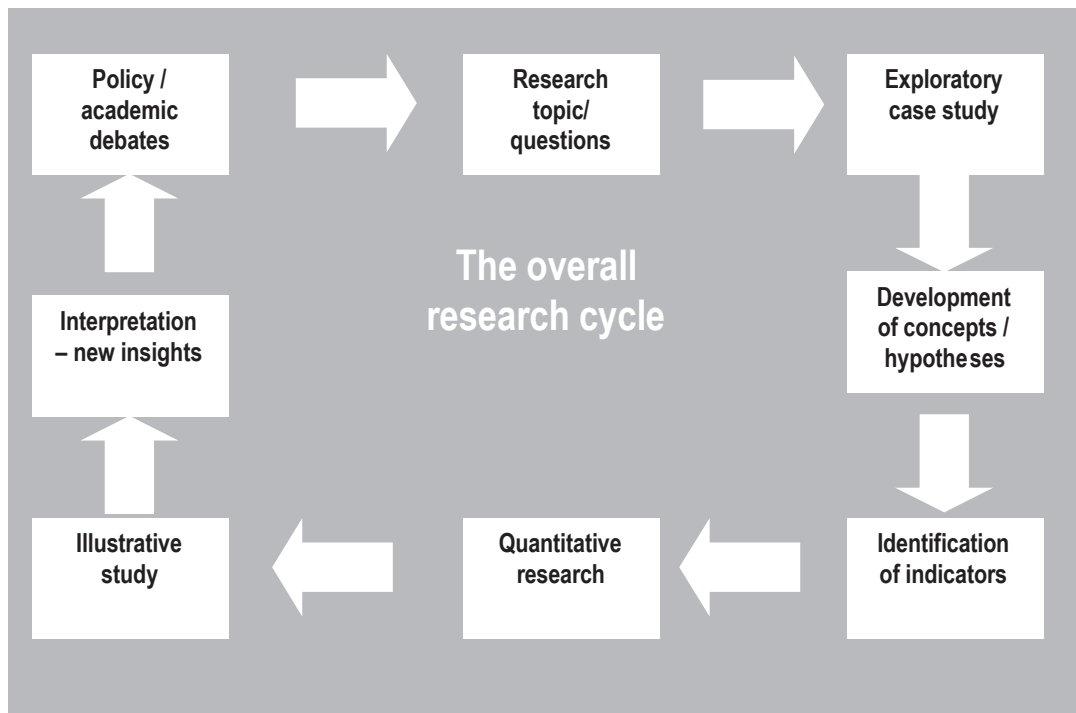 Policy /
academic
debates
Research
topic/
questions
Exploratory
case study
The overall
research cycle
Interpretation
– new insights
Development
of concepts /
hypotheses
Illustrative
study
Quantitative
research
Identification
of indicators